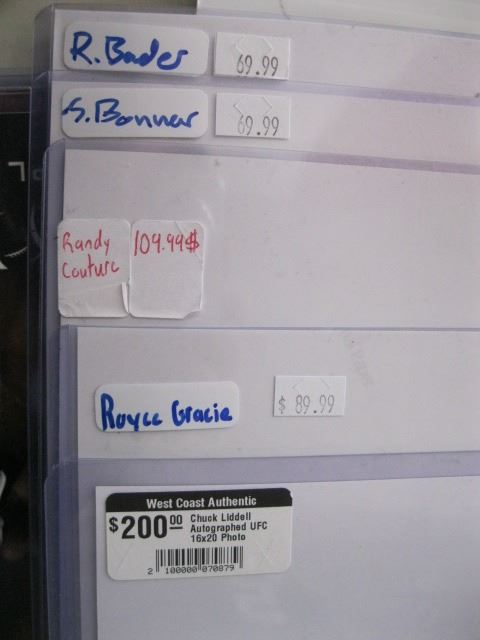 R. Bader
69.99
S. Bonnar
69.99
Randy
Couture
109.99$
Royce Gracie
$ 89.99
West Coast Authentic
$200.00
Chuck Liddell
Autographed UFC
16x20 Photo
2 100000 070879